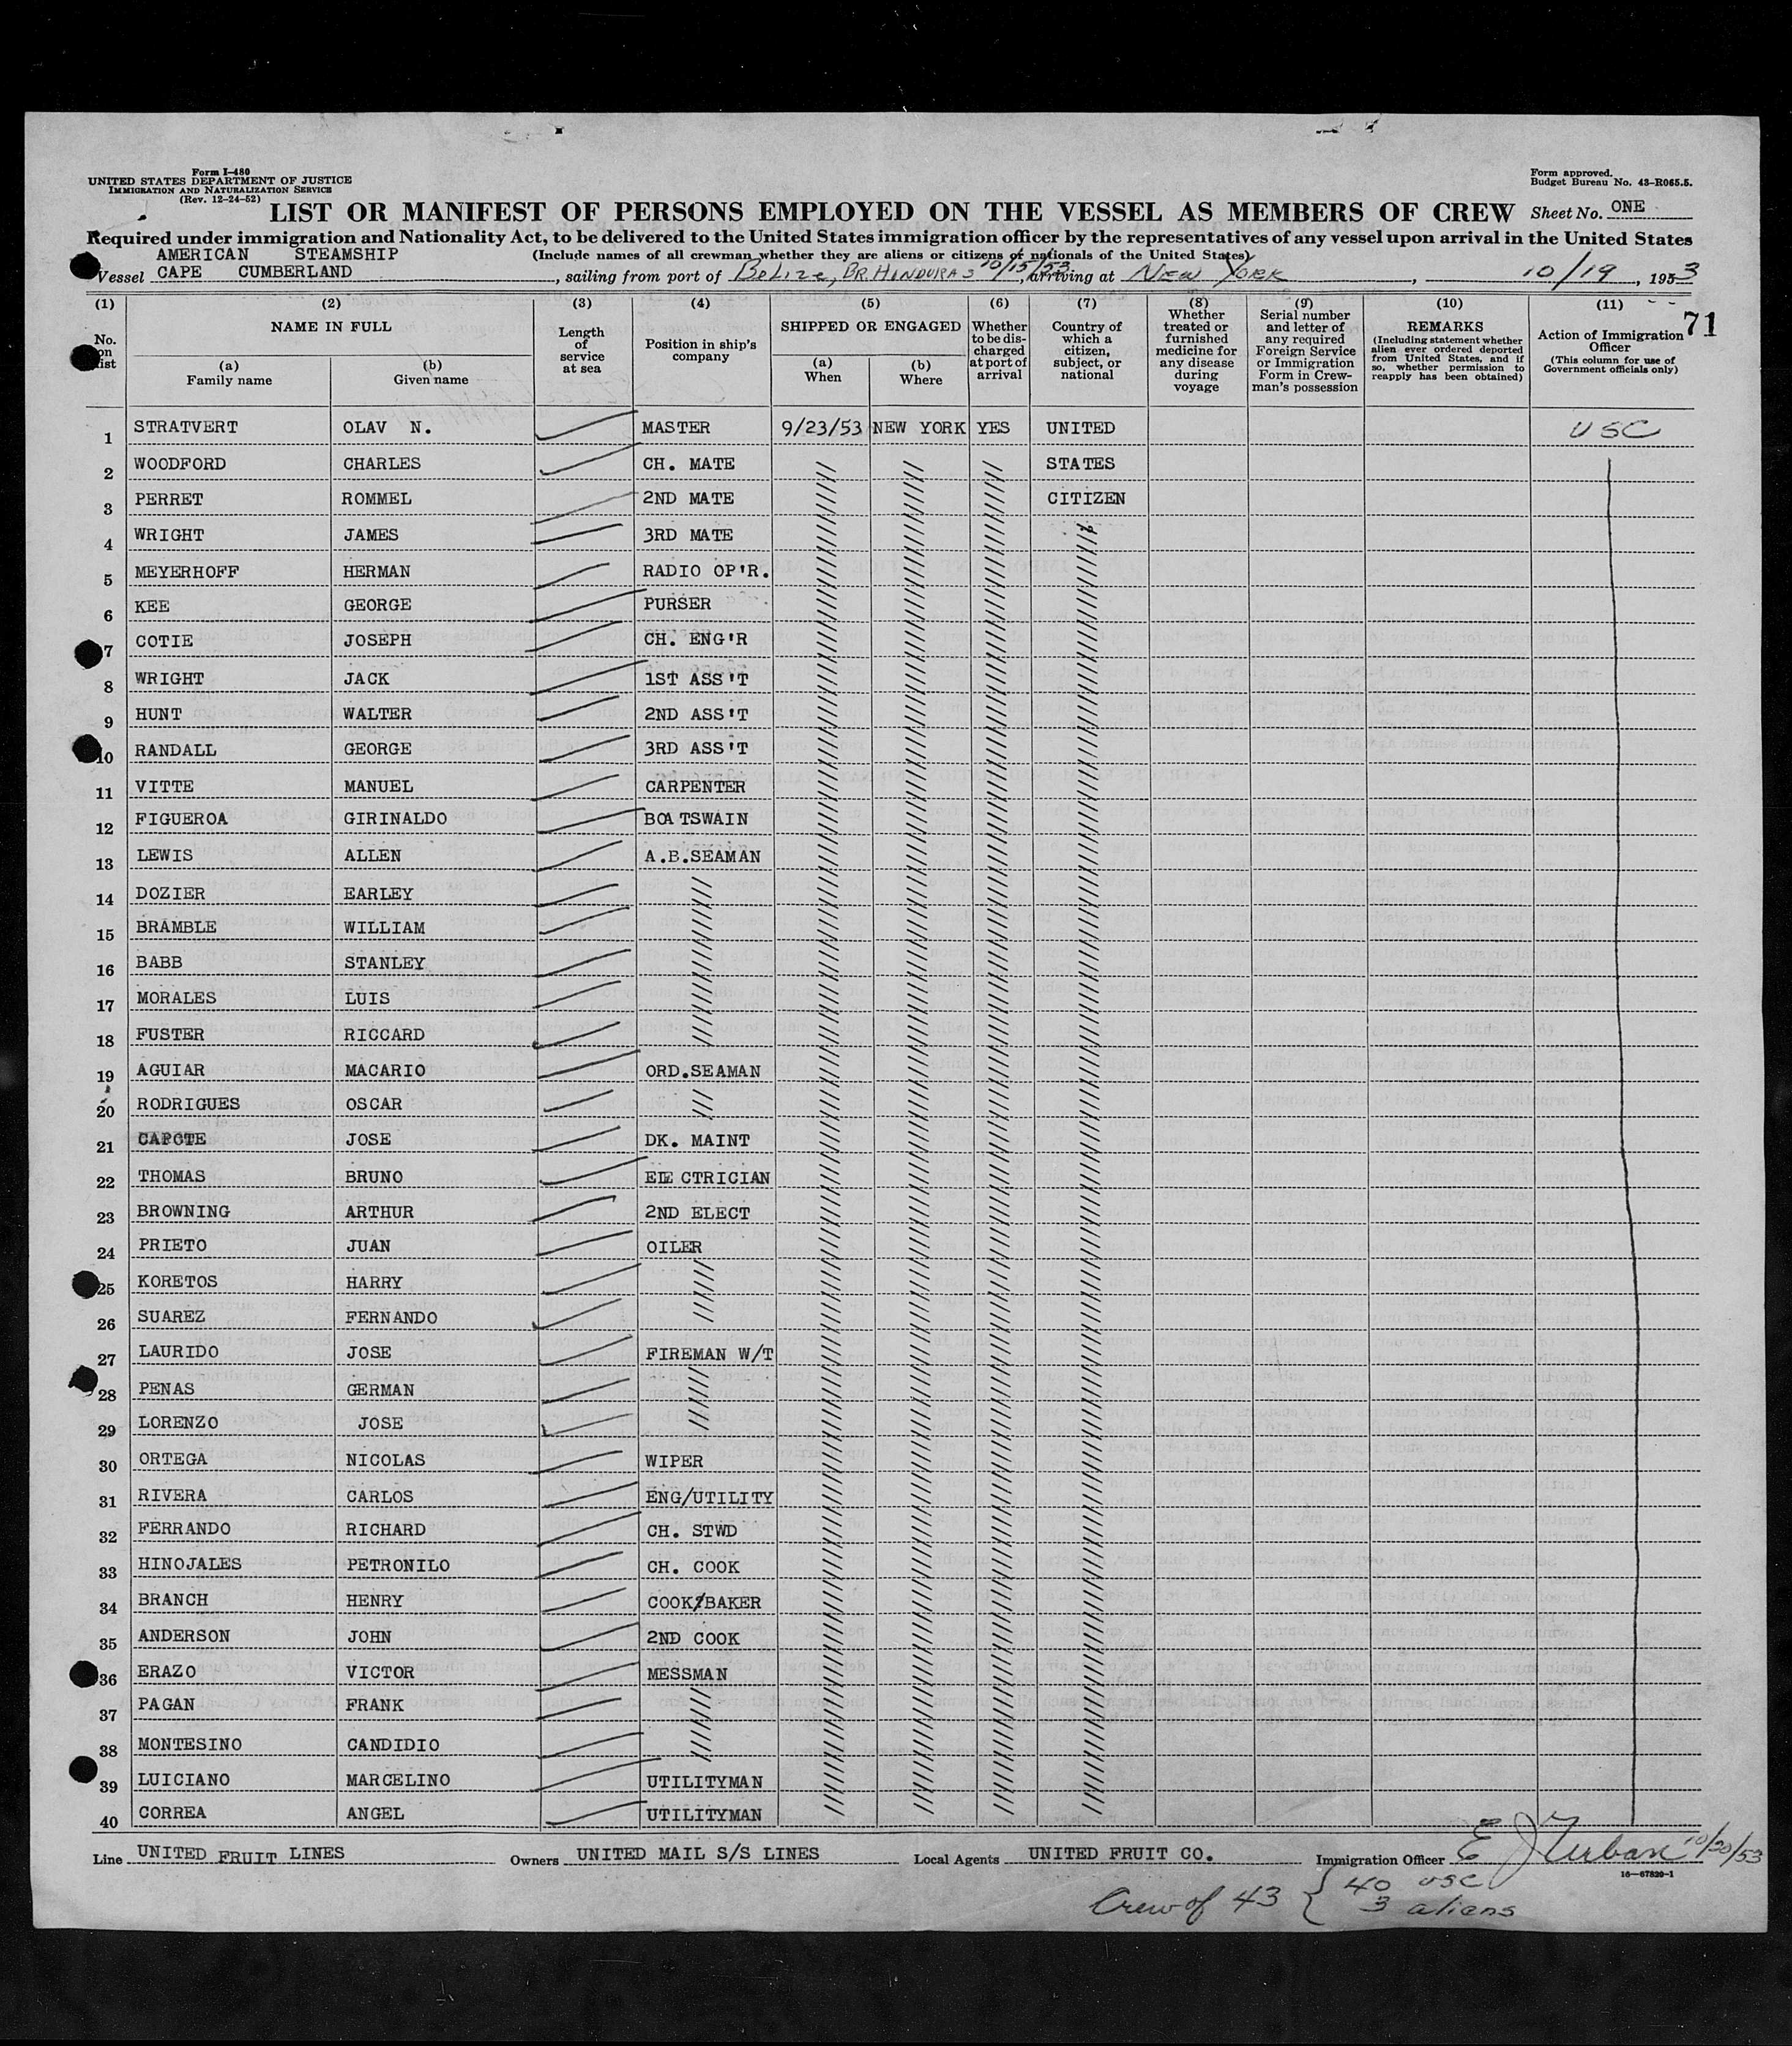 Form I-480
UNITED STATES DEPARTMENT OF JUSTICE
IMMIGRATION AND NATURALIZATION SERVICE
(Rev. 12-24-52)
Form approved.
Budget Bureau No. 43-R065.5.
LIST OR MANIFEST OF PERSONS EMPLOYED ON THE VESSEL AS MEMBERS OF CREW Sheet No. ONE
Required under immigration and Nationality Act, to be delivered to the United States immigration officer by the representatives of any vessel upon arrival in the United States
AMERICAN STEAMSHIP (Include names of all crewman whether they are aliens or citizens or nationals of the United States)
Vessel CAPE CUMBERLAND, sailing from port of BELIZE, BR. HINDURAS 10/15/53, arriving at NEW YORK, 10/19, 1953
(1) (2) (3) (4) (5) (6) (7) (8) (9) (10) (11)
71
No. on list
NAME IN FULL
(a) Family name
(b) Given name
Length of service at sea
Position in ship's company
SHIPPED OR ENGAGED
(a) When
(b) Where
Whether to be discharged at port of arrival
Country of which a citizen, subject, or national
Whether treated or furnished medicine for any disease during voyage
Serial number and letter of any required Foreign Service or Immigration Form in Crewman's possession
REMARKS
(Including statement whether alien ever ordered deported from United States, and if so, whether permission to reapply has been obtained)
Action of Immigration Officer
(This column for use of Government officials only)
1 STRATVERT OLAV N. MASTER 9/23/53 NEW YORK YES UNITED USC
2 WOODFORD CHARLES CH. MATE STATES
3 PERRET ROMMEL 2ND MATE CITIZEN
4 WRIGHT JAMES 3RD MATE
5 MEYERHOFF HERMAN RADIO OP'R.
6 KEE GEORGE PURSER
7 COTIE JOSEPH CH. ENG'R
8 WRIGHT JACK 1ST ASS'T
9 HUNT WALTER 2ND ASS'T
10 RANDALL GEORGE 3RD ASS'T
11 VITTE MANUEL CARPENTER
12 FIGUEROA GIRINALDO BOATSWAIN
13 LEWIS ALLEN A.B.SEAMAN
14 DOZIER EARLEY
15 BRAMBLE WILLIAM
16 BABB STANLEY
17 MORALES LUIS
18 FUSTER RICCARD
19 AGUIAR MACARIO ORD.SEAMAN
20 RODRIGUES OSCAR
21 CAPOTE JOSE DK. MAINT
22 THOMAS BRUNO ELECTRICIAN
23 BROWNING ARTHUR 2ND ELECT
24 PRIETO JUAN OILER
25 KORETOS HARRY
26 SUAREZ FERNANDO
27 LAURIDO JOSE FIREMAN W/T
28 PENAS GERMAN
29 LORENZO JOSE
30 ORTEGA NICOLAS WIPER
31 RIVERA CARLOS ENG/UTILITY
32 FERRANDO RICHARD CH. STWD
33 HINOJALES PETRONILO CH. COOK
34 BRANCH HENRY COOK/BAKER
35 ANDERSON JOHN 2ND COOK
36 ERAZO VICTOR MESSMAN
37 PAGAN FRANK
38 MONTESINO CANDIDIO
39 LUICIANO MARCELINO UTILITYMAN
40 CORREA ANGEL UTILITYMAN
Line UNITED FRUIT LINES Owners UNITED MAIL S/S LINES Local Agents UNITED FRUIT CO. Immigration Officer E J Urban 10/20/53
16-67829-1
Crew of 43 { 40 usc
3 aliens